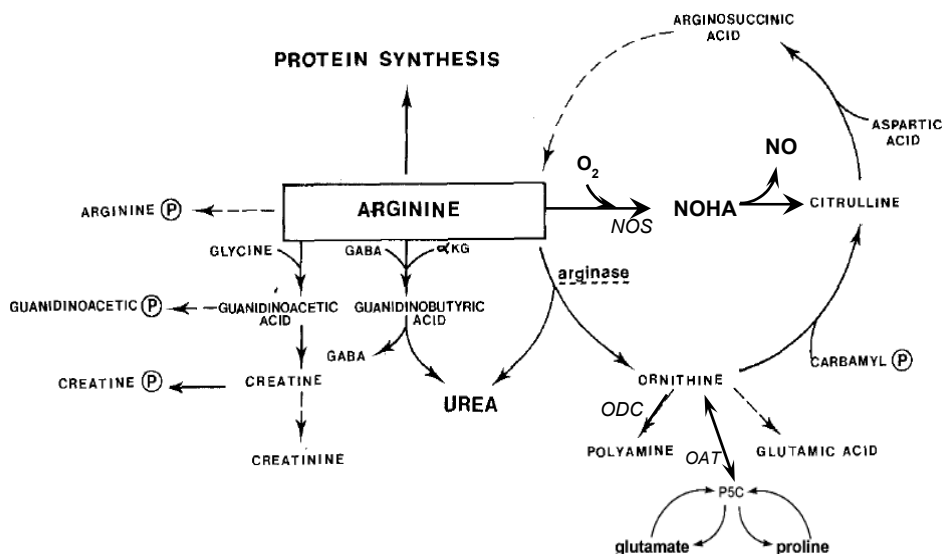 ARGINOSUCCINIC
ACID
PROTEIN SYNTHESIS
ASPARTIC
ACID
NO
O2
ARGININE P
ARGININE
NOS
NOHA
CITRULLINE
GLYCINE
GABA
αKG
arginase
GUANIDINOACETIC P
GUANIDINOACETIC
ACID
GUANIDINOBUTYRIC
ACID
GABA
CARBAMYL P
CREATINE P
CREATINE
UREA
ORNITHINE
ODC
CREATININE
POLYAMINE
OAT
GLUTAMIC ACID
P5C
glutamate
proline